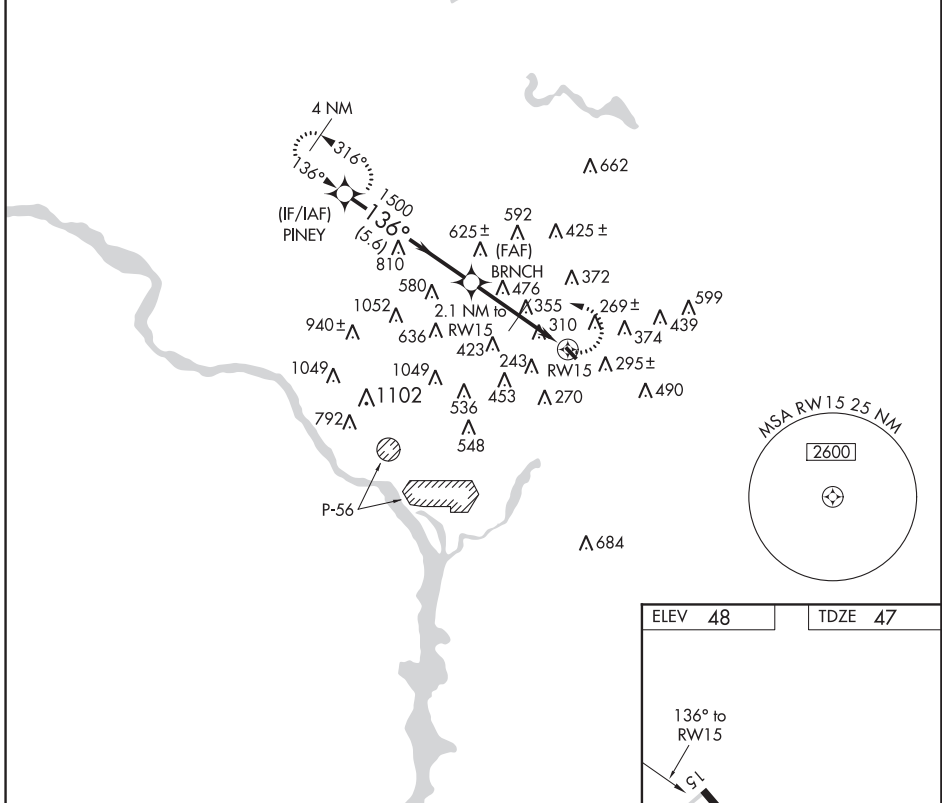 4 NM
316°
136°
662
(IF/IAF)
PINEY
1500
136°
(5.6)
592
625 ±
425 ±
(FAF)
BRNCH
810
372
580
476
1052
2.1 NM to
RW15
355
269 ±
599
940 ±
636
310
439
374
423
243
RW15
295 ±
1049
1049
1102
453
270
490
536
792
548
MSA RW15 25 NM
2600
P-56
684
ELEV 48
TDZE 47
136° to
RW15
15